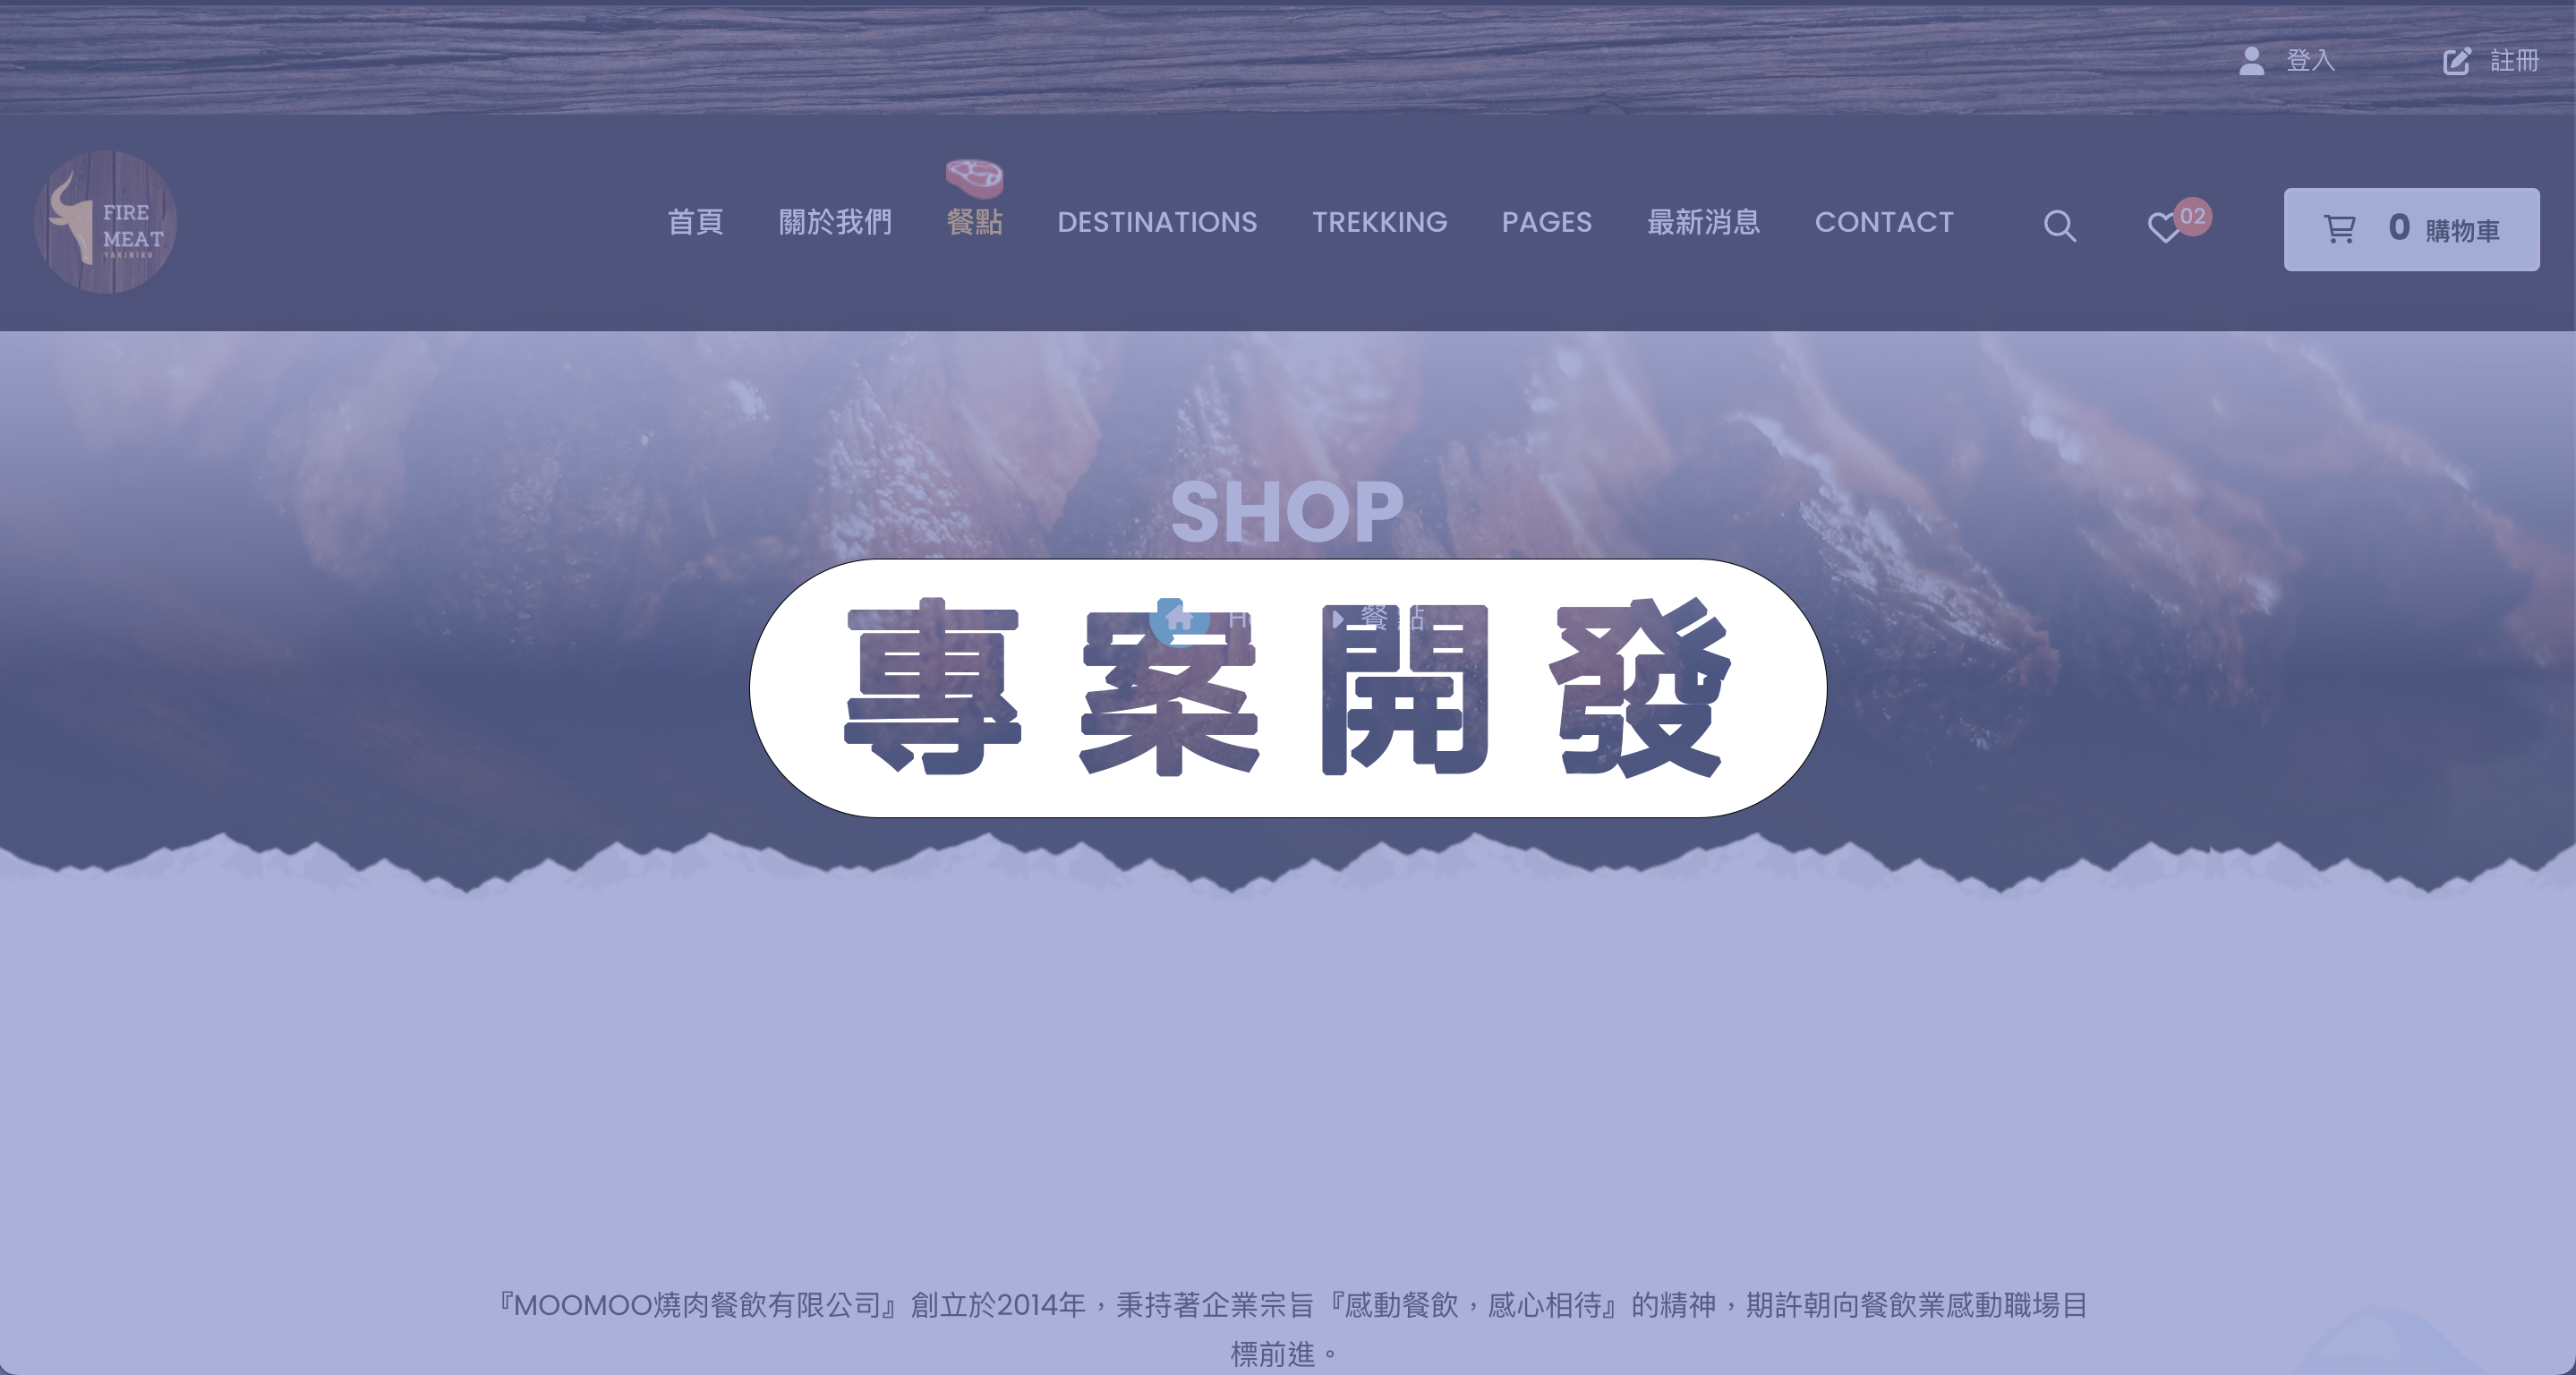 登入 註冊
FIRE
MEAT
YAKINIKU
首頁 關於我們 餐點 DESTINATIONS TREKKING PAGES 最新消息 CONTACT 02 0 購物車
SHOP
餐點
專案開發
『MOOMOO燒肉餐飲有限公司』創立於2014年，秉持著企業宗旨『感動餐飲，感心相待』的精神，期許朝向餐飲業感動職場目
標前進。